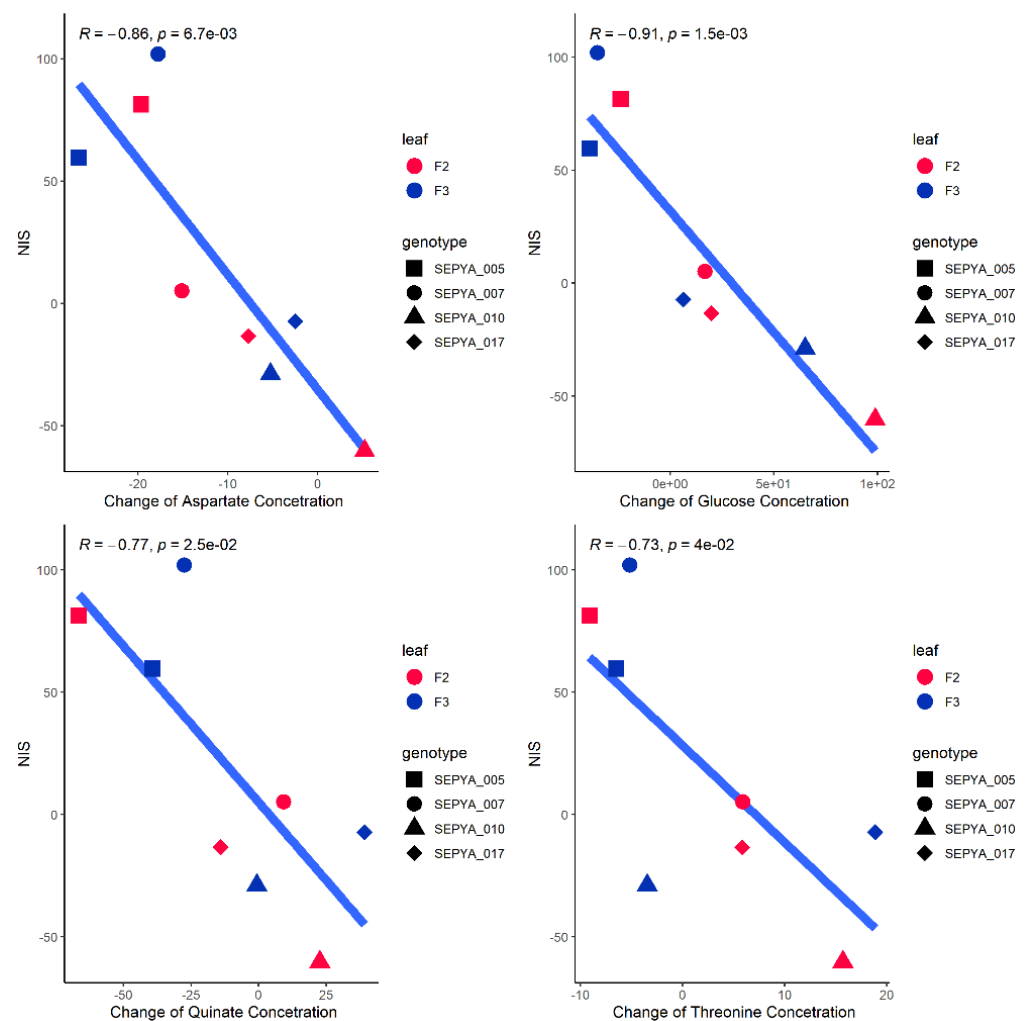 R = −0.86, p = 6.7e-03
100
50
0
-50
NIS
-20
-10
0
Change of Aspartate Concetration
leaf
F2
F3
genotype
SEPYA_005
SEPYA_007
SEPYA_010
SEPYA_017
R = −0.91, p = 1.5e-03
100
50
0
-50
NIS
0e+00
5e+01
1e+02
Change of Glucose Concetration
leaf
F2
F3
genotype
SEPYA_005
SEPYA_007
SEPYA_010
SEPYA_017
R = −0.77, p = 2.5e-02
100
50
0
-50
NIS
-50
-25
0
25
Change of Quinate Concetration
leaf
F2
F3
genotype
SEPYA_005
SEPYA_007
SEPYA_010
SEPYA_017
R = −0.73, p = 4e-02
100
50
0
-50
NIS
-10
0
10
20
Change of Threonine Concetration
leaf
F2
F3
genotype
SEPYA_005
SEPYA_007
SEPYA_010
SEPYA_017